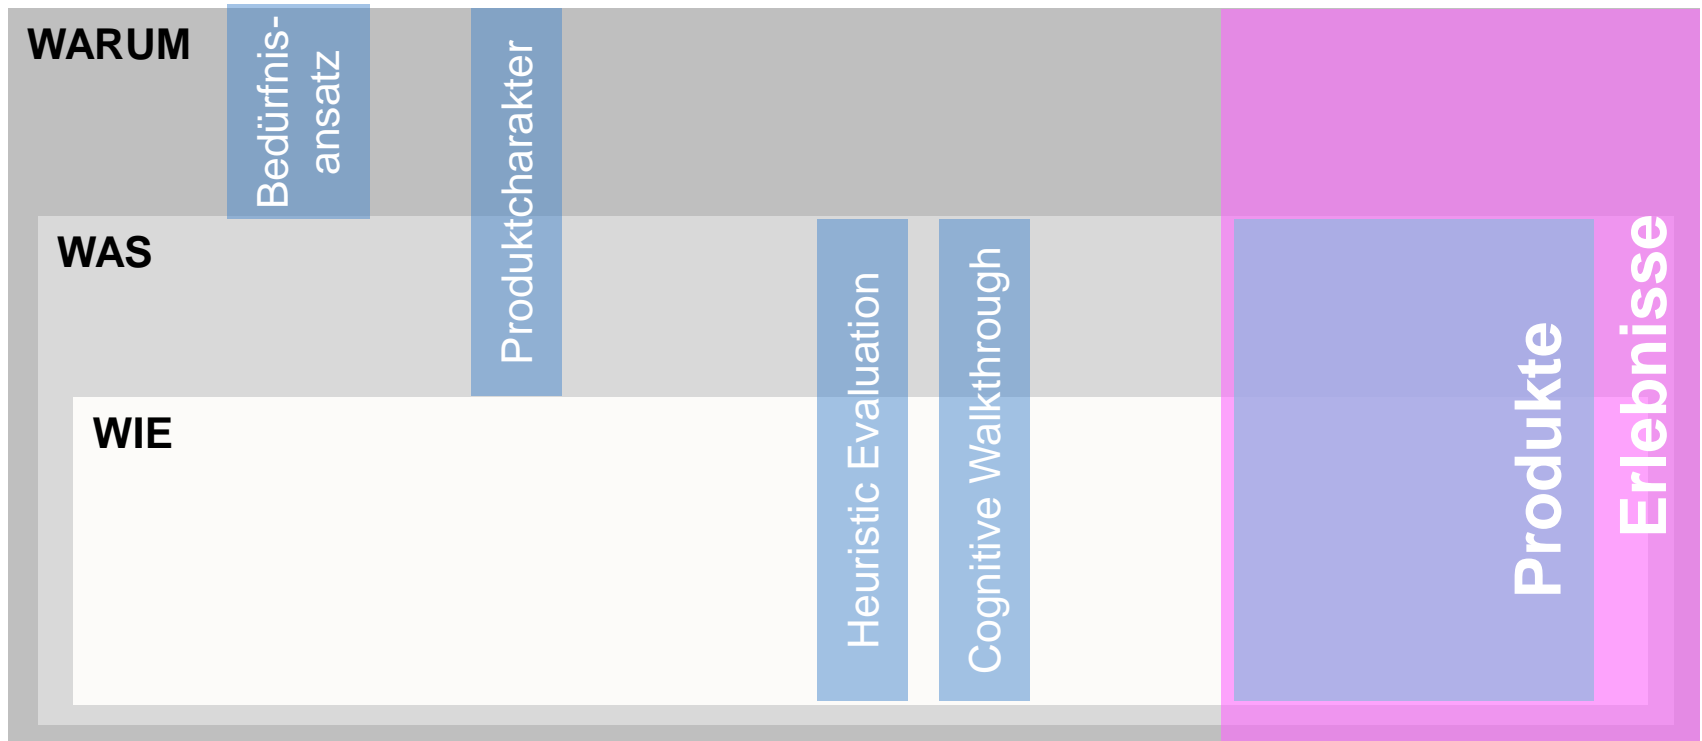 WARUM
Bedürfnis-
ansatz
Produktcharakter
WAS
Heuristic Evaluation
Cognitive Walkthrough
Produkte
Erlebnisse
WIE